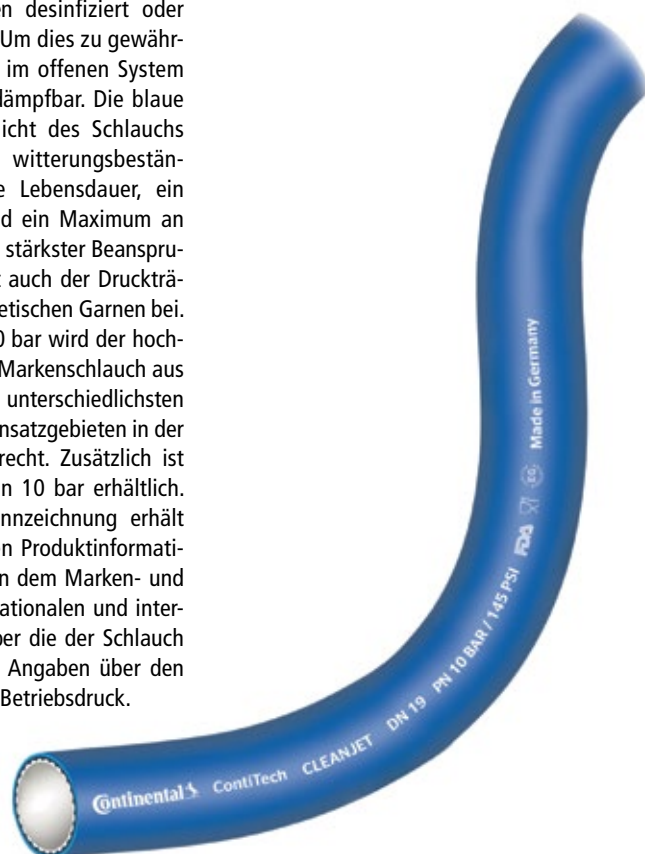 en desinfiziert oder
Um dies zu gewähr-
im offenen System
dämpfbar. Die blaue
icht des Schlauchs
witterungsbestän-
e Lebensdauer, ein
d ein Maximum an
stärkster Beanspru-
t auch der Druckträ-
etischen Garnen bei.
0 bar wird der hoch-
Markenschlauch aus
unterschiedlichsten
nsatzgebieten in der
recht. Zusätzlich ist
n 10 bar erhältlich.
nnzeichnung erhält
en Produktinformati-
n dem Marken- und
ationalen und inter-
ber die der Schlauch
Angaben über den
Betriebsdruck.
Continental ContiTech CLEANJET DN 19 PN 10 BAR / 145 PSI FDA EG Made in Germany